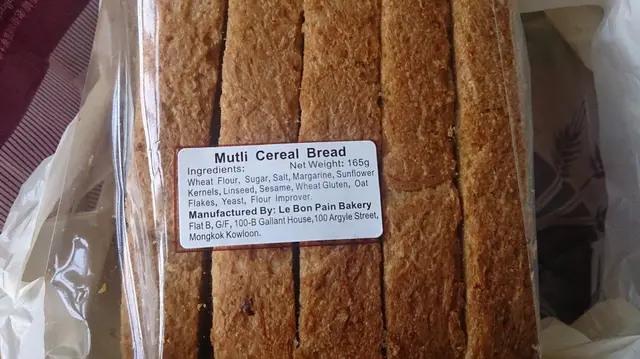 Mutli Cereal Bread
Ingredients: Net Weight: 165g
Wheat Flour, Sugar, Salt, Margarine, Sunflower
Kernels, Linseed, Sesame, Wheat Gluten, Oat
Flakes, Yeast, Flour improver.
Manufactured By: Le Bon Pain Bakery
Flat B, G/F, 100-B Gallant House,100 Argyle Street,
Mongkok Kowloon.